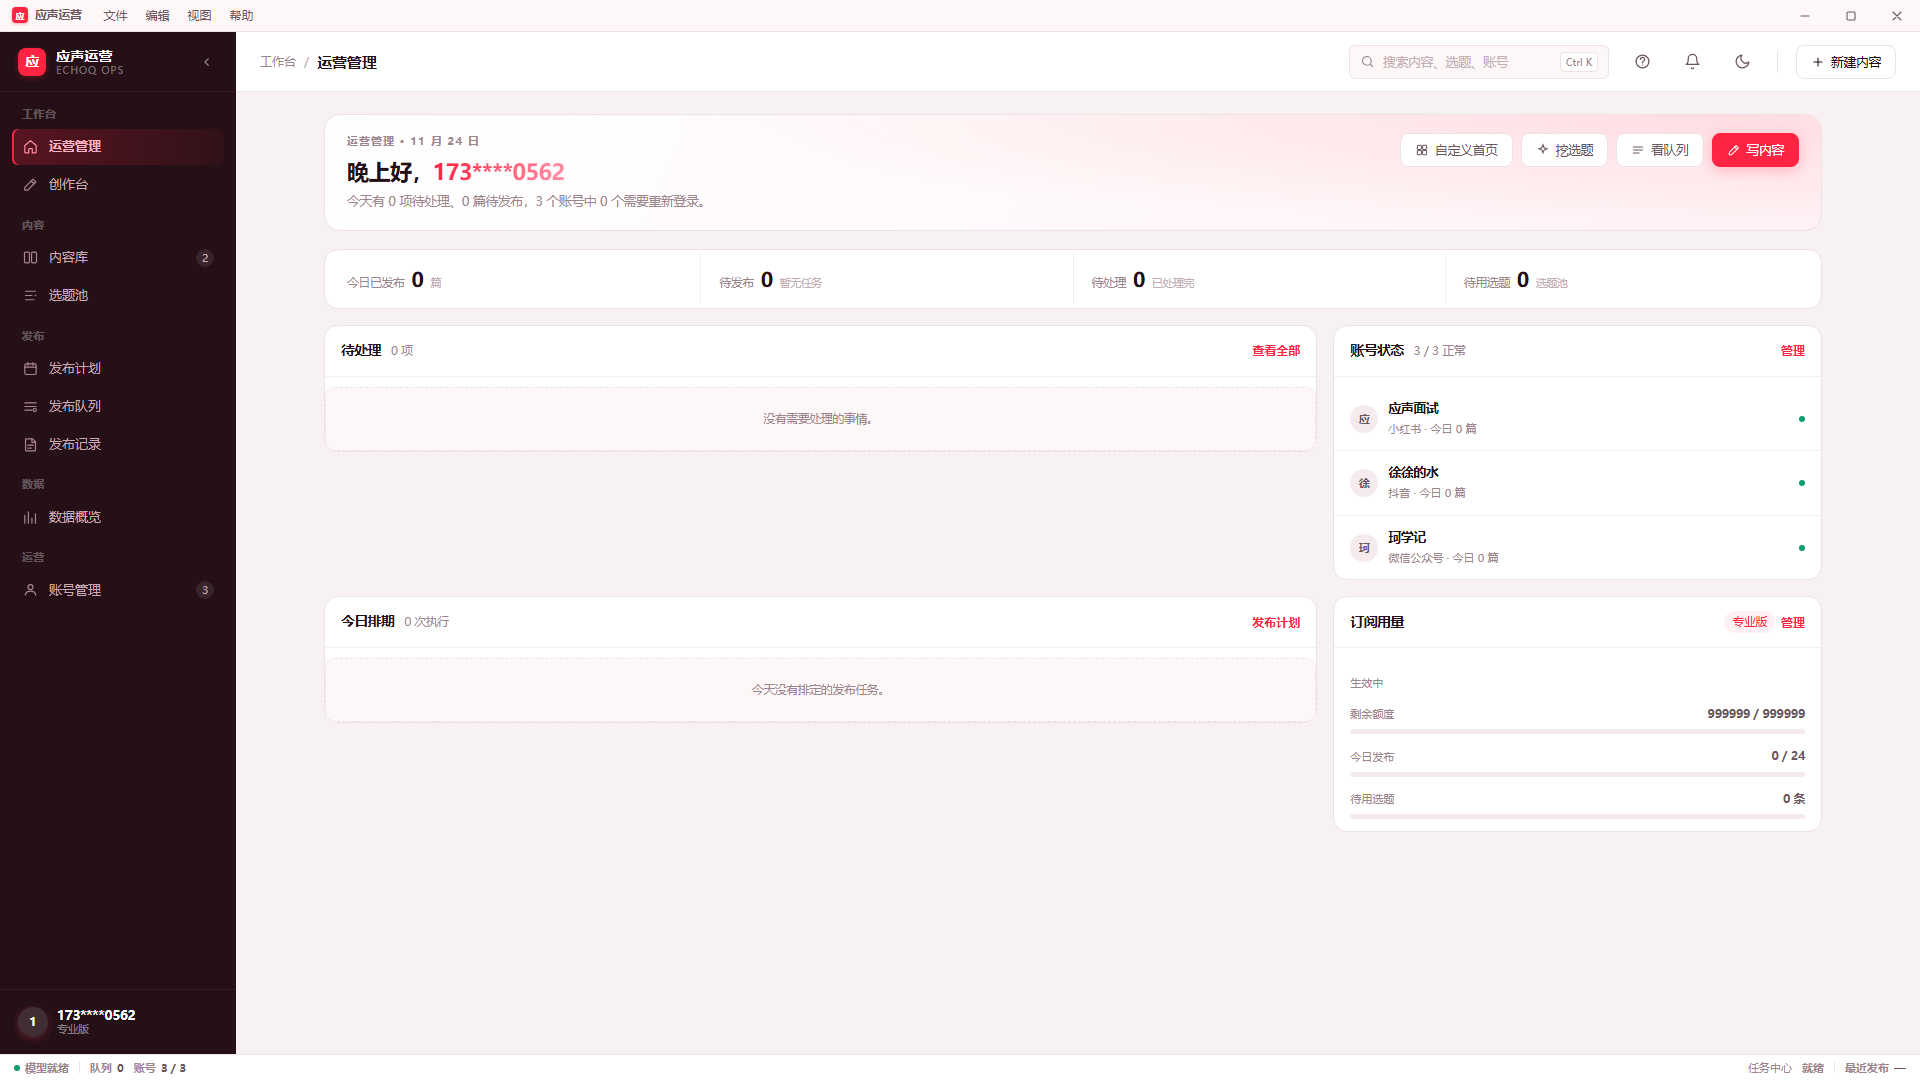 应 应声运营 文件 编辑 视图 帮助
应 应声运营
ECHOQ OPS
工作台
运营管理
创作台
内容
内容库 2
选题池
发布
发布计划
发布队列
发布记录
数据
数据概览
运营
账号管理 3
1 173****0562
专业版
工作台 / 运营管理
搜索内容、选题、账号 Ctrl K
新建内容
运营管理 • 11 月 24 日
晚上好，173****0562
今天有 0 项待处理、0 篇待发布，3 个账号中 0 个需要重新登录。
自定义首页 挖选题 看队列 写内容
今日已发布 0 篇
待发布 0 暂无任务
待处理 0 已处理完
待用选题 0 选题池
待处理 0 项 查看全部
没有需要处理的事情。
账号状态 3 / 3 正常 管理
应 应声面试
小红书 · 今日 0 篇
徐 徐徐的水
抖音 · 今日 0 篇
珂 珂学记
微信公众号 · 今日 0 篇
今日排期 0 次执行 发布计划
今天没有排定的发布任务。
订阅用量 专业版 管理
生效中
剩余额度 999999 / 999999
今日发布 0 / 24
待用选题 0 条
模型就绪 队列 0 账号 3 / 3
任务中心 就绪 最近发布 —